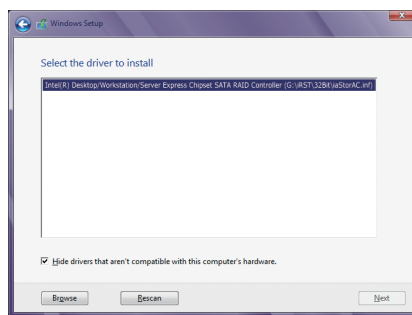 Windows Setup
Select the driver to install
Intel(R) Desktop/Workstation/Server Express Chipset SATA RAID Controller (G:\iRST\32Bit\iaStorAC.inf)
Hide drivers that aren't compatible with this computer's hardware.
Browse
Rescan
Next